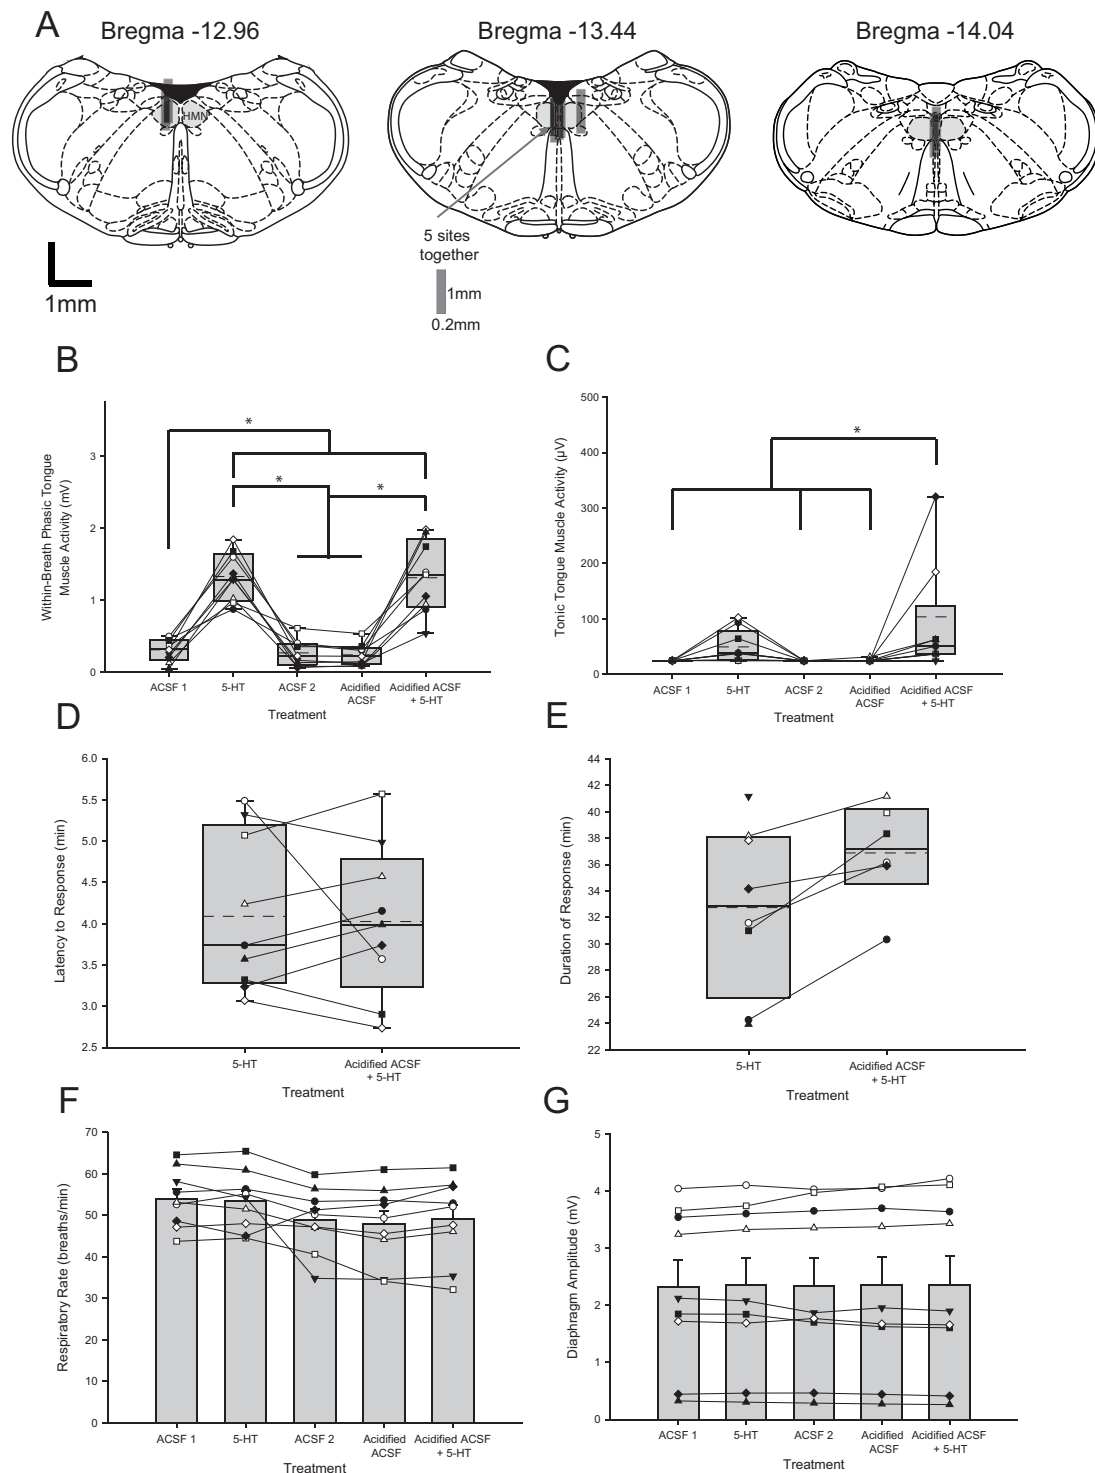 A
Bregma -12.96
Bregma -13.44
Bregma -14.04
HMN
5 sites
together
1mm
0.2mm
1mm
B
Within-Breath Phasic Tongue
Muscle Activity (mV)
3
2
1
0
*
*
*
ACSF 1
5-HT
ACSF 2
Acidified
ACSF
Acidified ACSF
+ 5-HT
Treatment
C
Tonic Tongue Muscle Activity (µV)
500
400
300
200
100
0
*
ACSF 1
5-HT
ACSF 2
Acidified
ACSF
Acidified ACSF
+ 5-HT
Treatment
D
Latency to Response (min)
6.0
5.5
5.0
4.5
4.0
3.5
3.0
2.5
5-HT
Acidified ACSF
+ 5-HT
Treatment
E
Duration of Response (min)
44
42
40
38
36
34
32
30
28
26
24
22
5-HT
Acidified ACSF
+ 5-HT
Treatment
F
Respiratory Rate (breaths/min)
70
60
50
40
30
20
10
0
ACSF 1
5-HT
ACSF 2
Acidified
ACSF
Acidified ACSF
+ 5-HT
Treatment
G
Diaphragm Amplitude (mV)
5
4
3
2
1
0
ACSF 1
5-HT
ACSF 2
Acidified
ACSF
Acidified ACSF
+ 5-HT
Treatment